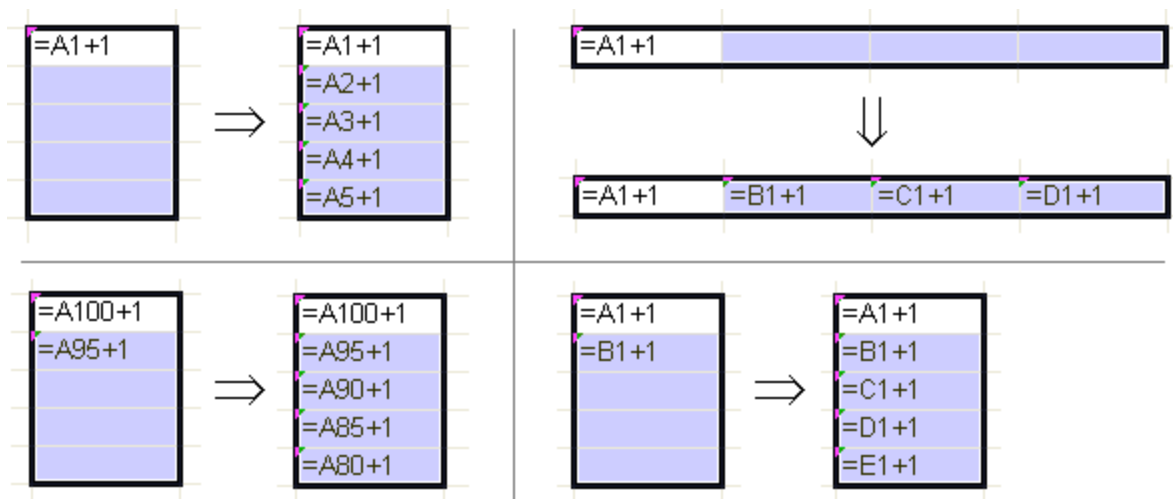 =A1+1
=A1+1
=A2+1
=A3+1
=A4+1
=A5+1
=A1+1
=A1+1 =B1+1 =C1+1 =D1+1
=A100+1
=A95+1
=A100+1
=A95+1
=A90+1
=A85+1
=A80+1
=A1+1
=B1+1
=A1+1
=B1+1
=C1+1
=D1+1
=E1+1